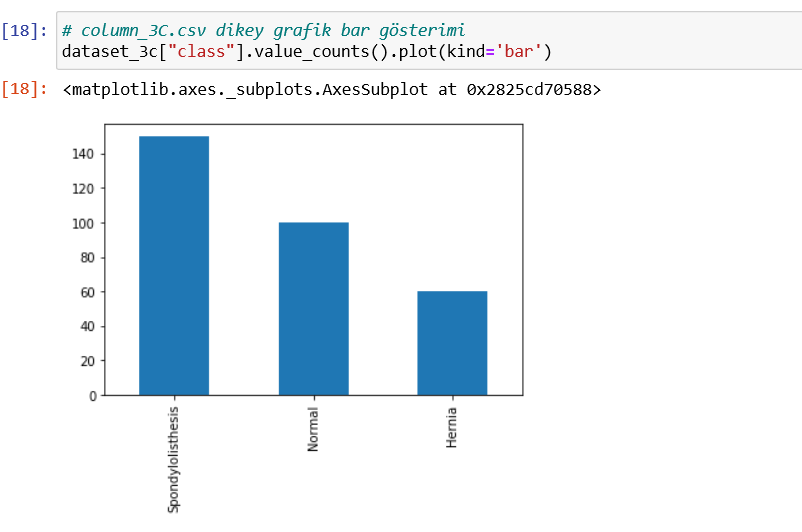 [18]: # column_3C.csv dikey grafik bar gösterimi
dataset_3c["class"].value_counts().plot(kind='bar')
[18]: <matplotlib.axes._subplots.AxesSubplot at 0x2825cd70588>
140
120
100
80
60
40
20
0
Spondylolisthesis
Normal
Hernia